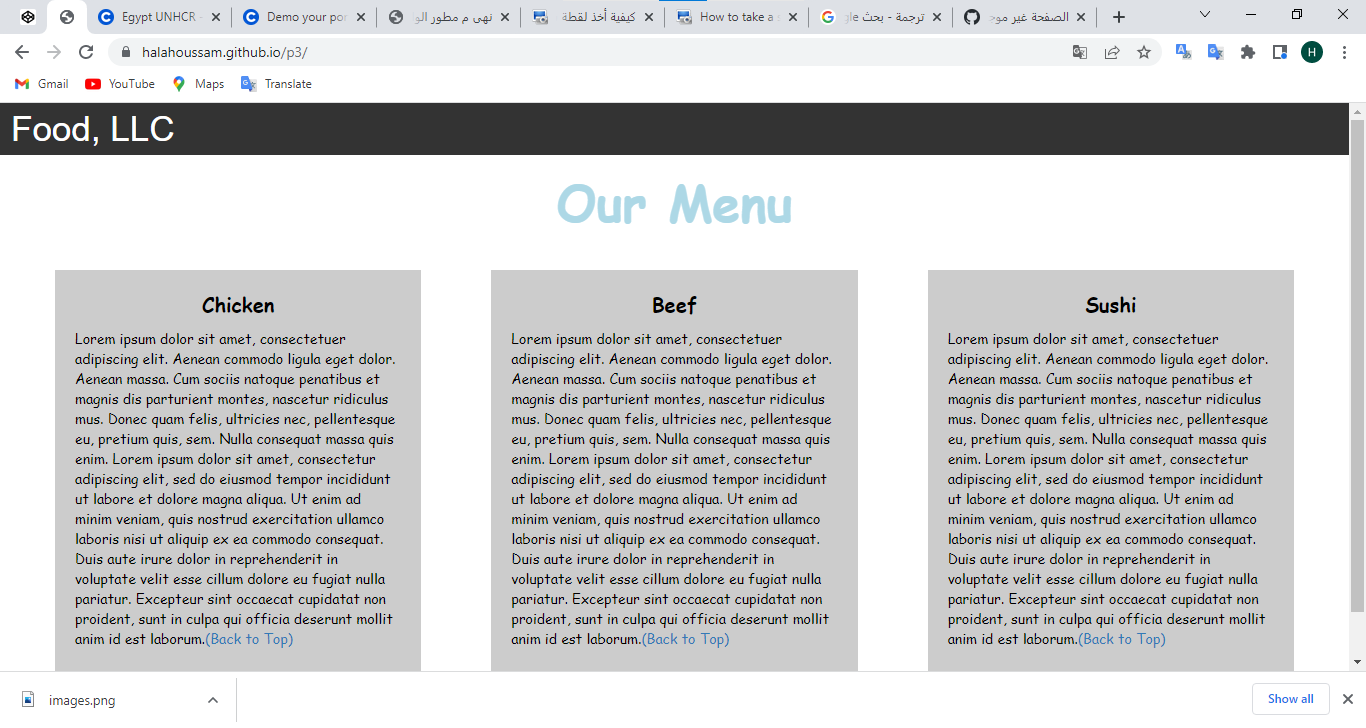 Egypt UNHCR -
Demo your por
نهى م مطور الو
كيفية أخذ لقطة
How to take a s
ترجمة - بحث gle
الصفحة غير موج
halahoussam.github.io/p3/
H
Gmail
YouTube
Maps
Translate
Food, LLC
Our Menu
Chicken
Lorem ipsum dolor sit amet, consectetuer
adipiscing elit. Aenean commodo ligula eget dolor.
Aenean massa. Cum sociis natoque penatibus et
magnis dis parturient montes, nascetur ridiculus
mus. Donec quam felis, ultricies nec, pellentesque
eu, pretium quis, sem. Nulla consequat massa quis
enim. Lorem ipsum dolor sit amet, consectetur
adipiscing elit, sed do eiusmod tempor incididunt
ut labore et dolore magna aliqua. Ut enim ad
minim veniam, quis nostrud exercitation ullamco
laboris nisi ut aliquip ex ea commodo consequat.
Duis aute irure dolor in reprehenderit in
voluptate velit esse cillum dolore eu fugiat nulla
pariatur. Excepteur sint occaecat cupidatat non
proident, sunt in culpa qui officia deserunt mollit
anim id est laborum.(Back to Top)
Beef
Lorem ipsum dolor sit amet, consectetuer
adipiscing elit. Aenean commodo ligula eget dolor.
Aenean massa. Cum sociis natoque penatibus et
magnis dis parturient montes, nascetur ridiculus
mus. Donec quam felis, ultricies nec, pellentesque
eu, pretium quis, sem. Nulla consequat massa quis
enim. Lorem ipsum dolor sit amet, consectetur
adipiscing elit, sed do eiusmod tempor incididunt
ut labore et dolore magna aliqua. Ut enim ad
minim veniam, quis nostrud exercitation ullamco
laboris nisi ut aliquip ex ea commodo consequat.
Duis aute irure dolor in reprehenderit in
voluptate velit esse cillum dolore eu fugiat nulla
pariatur. Excepteur sint occaecat cupidatat non
proident, sunt in culpa qui officia deserunt mollit
anim id est laborum.(Back to Top)
Sushi
Lorem ipsum dolor sit amet, consectetuer
adipiscing elit. Aenean commodo ligula eget dolor.
Aenean massa. Cum sociis natoque penatibus et
magnis dis parturient montes, nascetur ridiculus
mus. Donec quam felis, ultricies nec, pellentesque
eu, pretium quis, sem. Nulla consequat massa quis
enim. Lorem ipsum dolor sit amet, consectetur
adipiscing elit, sed do eiusmod tempor incididunt
ut labore et dolore magna aliqua. Ut enim ad
minim veniam, quis nostrud exercitation ullamco
laboris nisi ut aliquip ex ea commodo consequat.
Duis aute irure dolor in reprehenderit in
voluptate velit esse cillum dolore eu fugiat nulla
pariatur. Excepteur sint occaecat cupidatat non
proident, sunt in culpa qui officia deserunt mollit
anim id est laborum.(Back to Top)
images.png
Show all